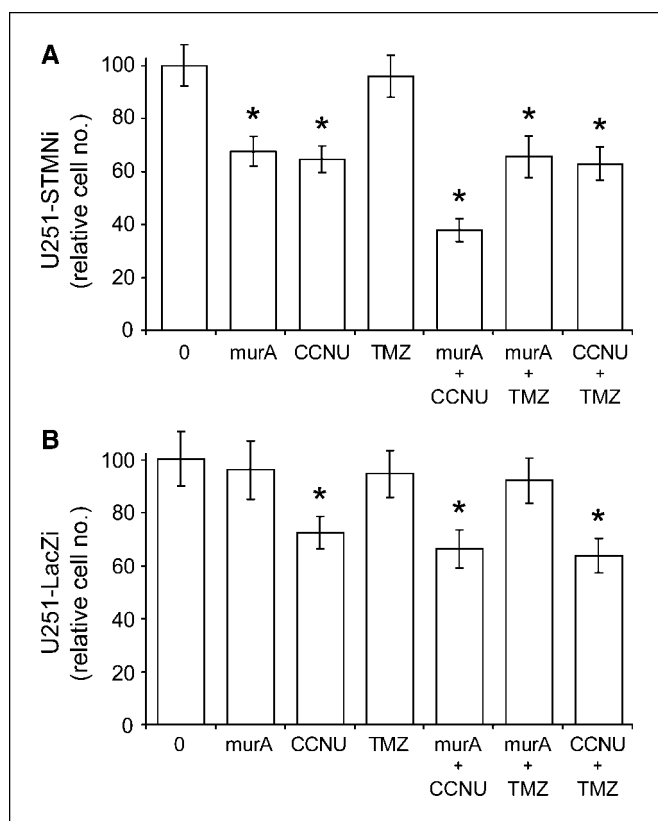 A
U251-STMNi
(relative cell no.)
100
80
60
40
20
0
*
*
*
*
*
0 murA CCNU TMZ murA + CCNU murA + TMZ CCNU + TMZ
B
U251-LacZi
(relative cell no.)
100
80
60
40
20
0
*
*
*
0 murA CCNU TMZ murA + CCNU murA + TMZ CCNU + TMZ